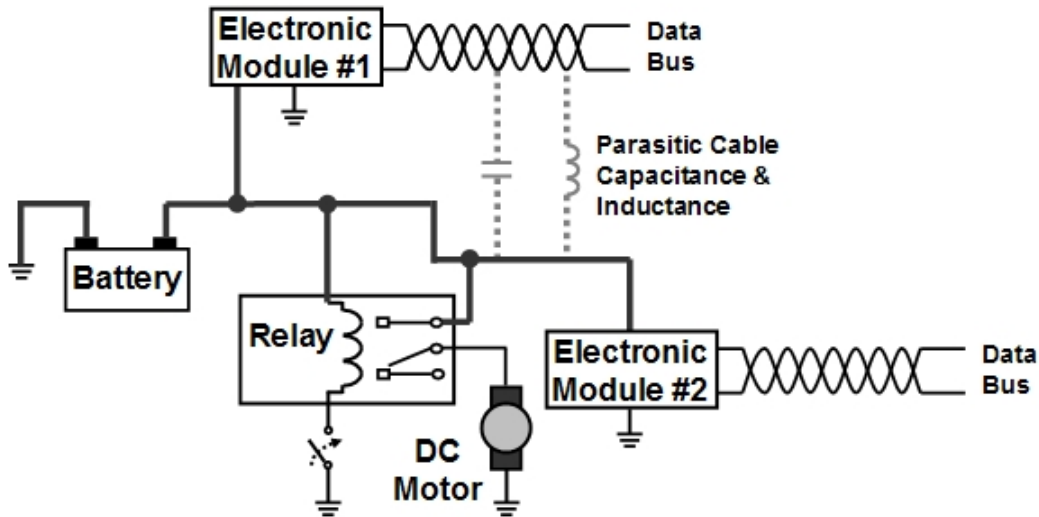 Electronic
Module #1
Data
Bus
Parasitic Cable
Capacitance &
Inductance
Battery
Relay
Electronic
Module #2
Data
Bus
DC
Motor